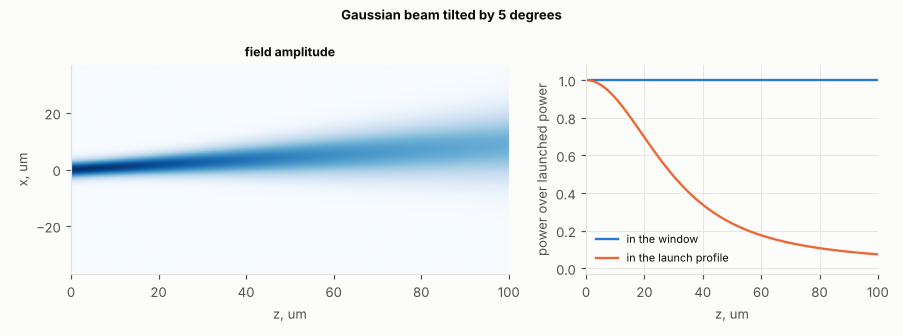 Gaussian beam tilted by 5 degrees
field amplitude
x, um
20
0
−20
0
20
40
60
80
100
z, um
power over launched power
1.0
0.8
0.6
0.4
0.2
0.0
in the window
in the launch profile
0
20
40
60
80
100
z, um